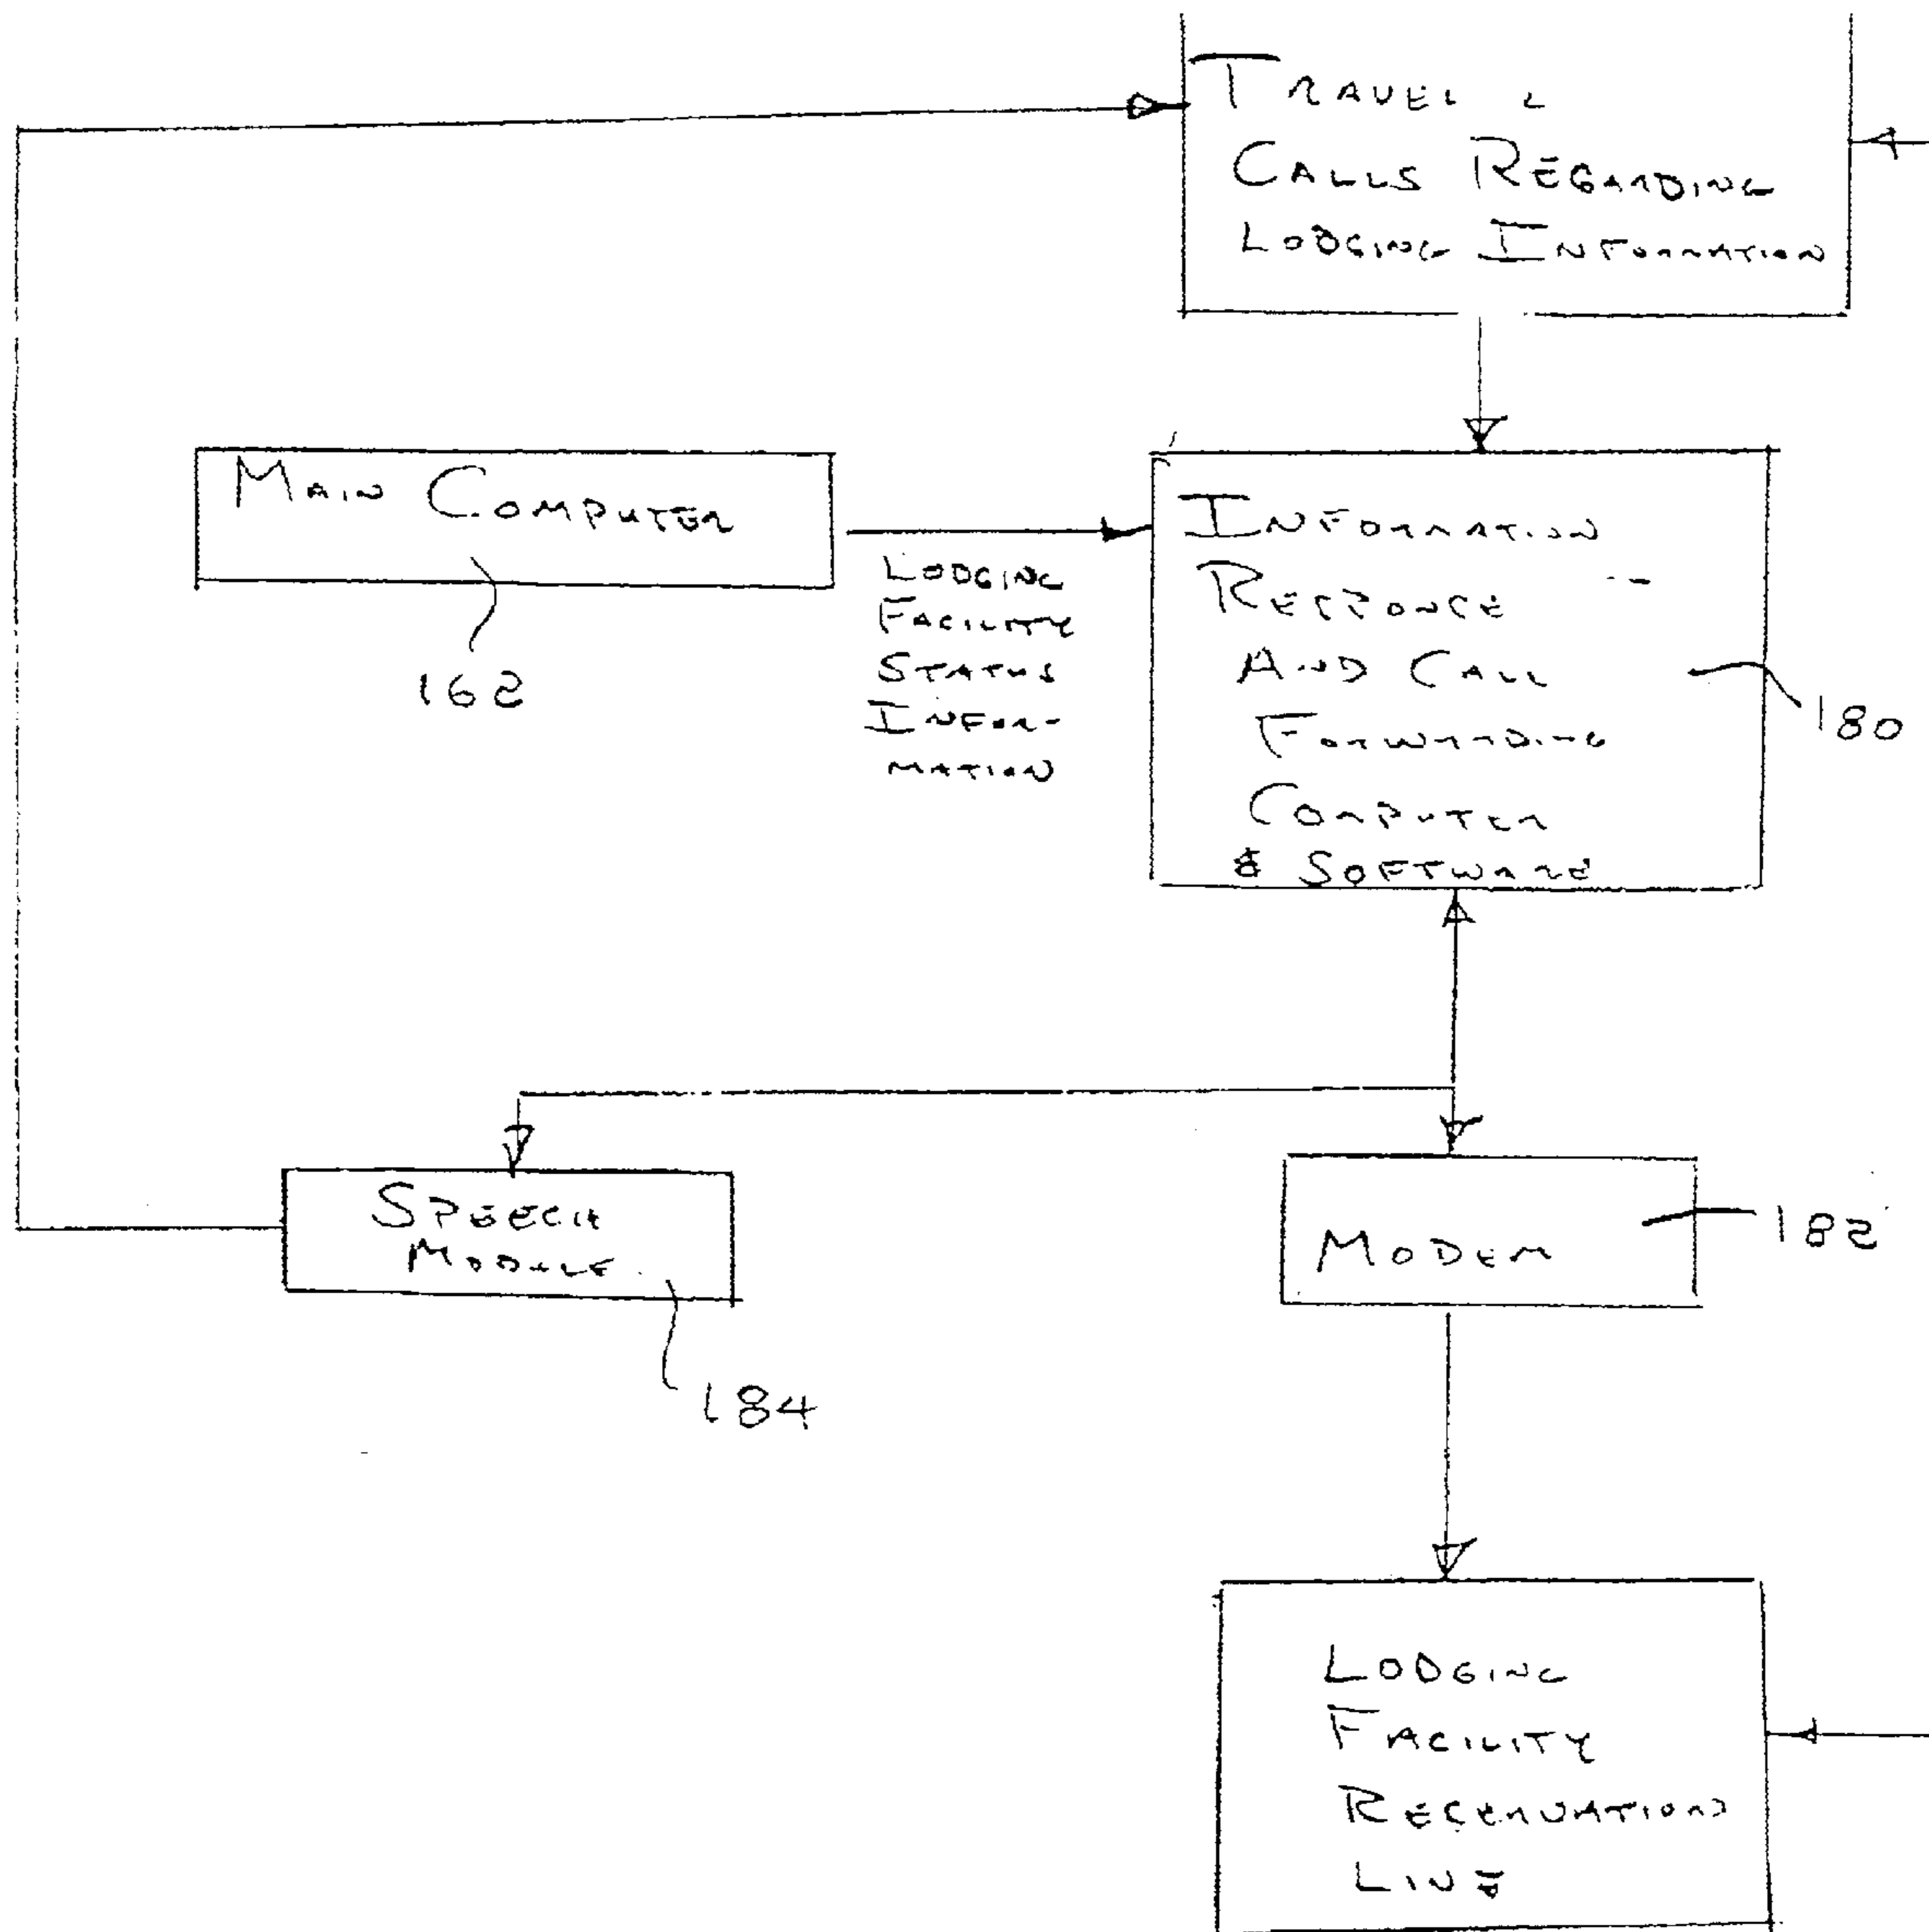 TRAVEL
CALLS REGARDING
LODGING INFORMATION
MAIN COMPUTER
162
LODGING
FACILITY
STATUS
INFOR-
MATION
INFORMATION
RESPONSE
AND CALL
FORWARDING
COMPUTER
& SOFTWARE
180
SPEECH
MODULE
184
MODEM
182
LODGING
FACILITY
RESERVATIONS
LINE